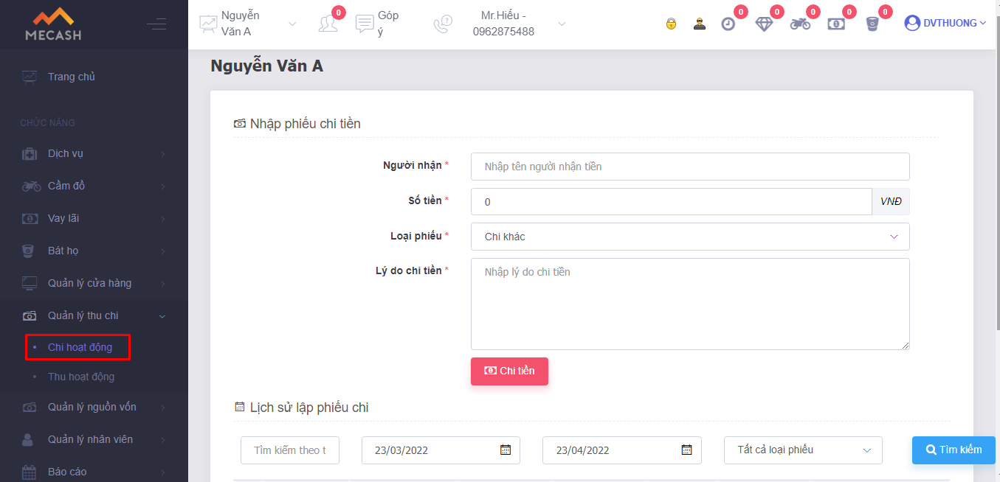 MECASH
Nguyễn
Văn A
0
Góp
ý
Mr.Hiếu -
0962875488
0
0
0
0
0
DVTHUONG
Trang chủ
CHỨC NĂNG
Dịch vụ
Cầm đồ
Vay lãi
Bát họ
Quản lý cửa hàng
Quản lý thu chi
Chi hoạt động
Thu hoạt động
Quản lý nguồn vốn
Quản lý nhân viên
Báo cáo
Nguyễn Văn A
Nhập phiếu chi tiền
Người nhận *
Nhập tên người nhận tiền
Số tiền *
0
VNĐ
Loại phiếu *
Chi khác
Lý do chi tiền *
Nhập lý do chi tiền
Chi tiền
Lịch sử lập phiếu chi
Tìm kiếm theo t
23/03/2022
23/04/2022
Tất cả loại phiếu
Tìm kiếm